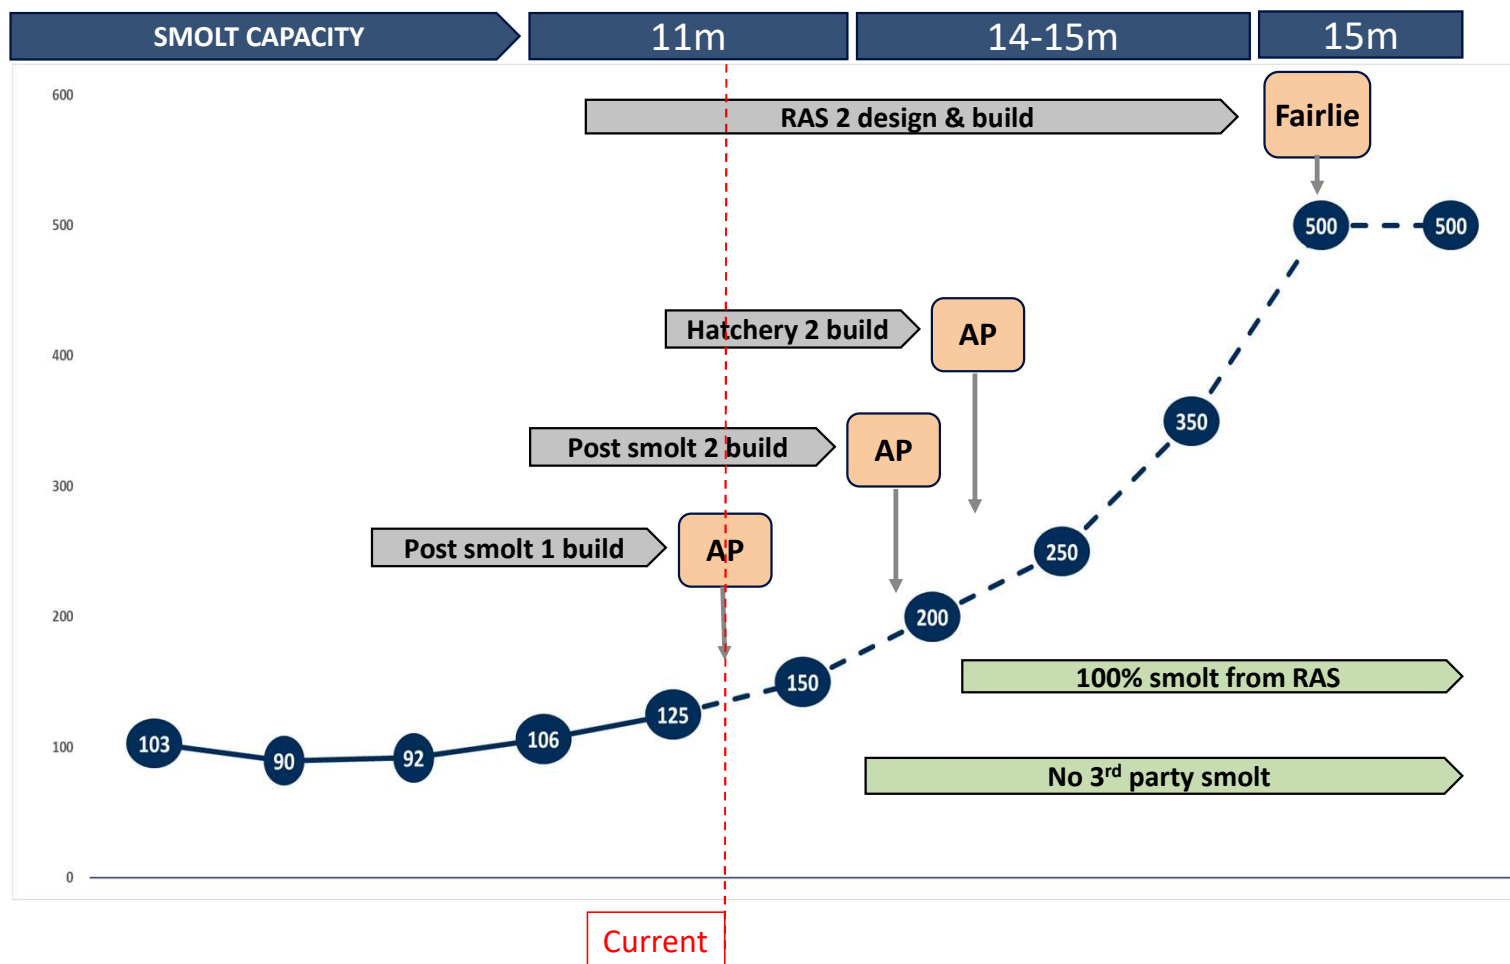 SMOLT CAPACITY
11m
14-15m
15m
600
RAS 2 design & build
Fairlie
500
500
500
Hatchery 2 build
AP
400
350
Post smolt 2 build
AP
300
Post smolt 1 build
AP
250
200
200
100% smolt from RAS
150
125
106
103
90
92
100
No 3rd party smolt
0
Current